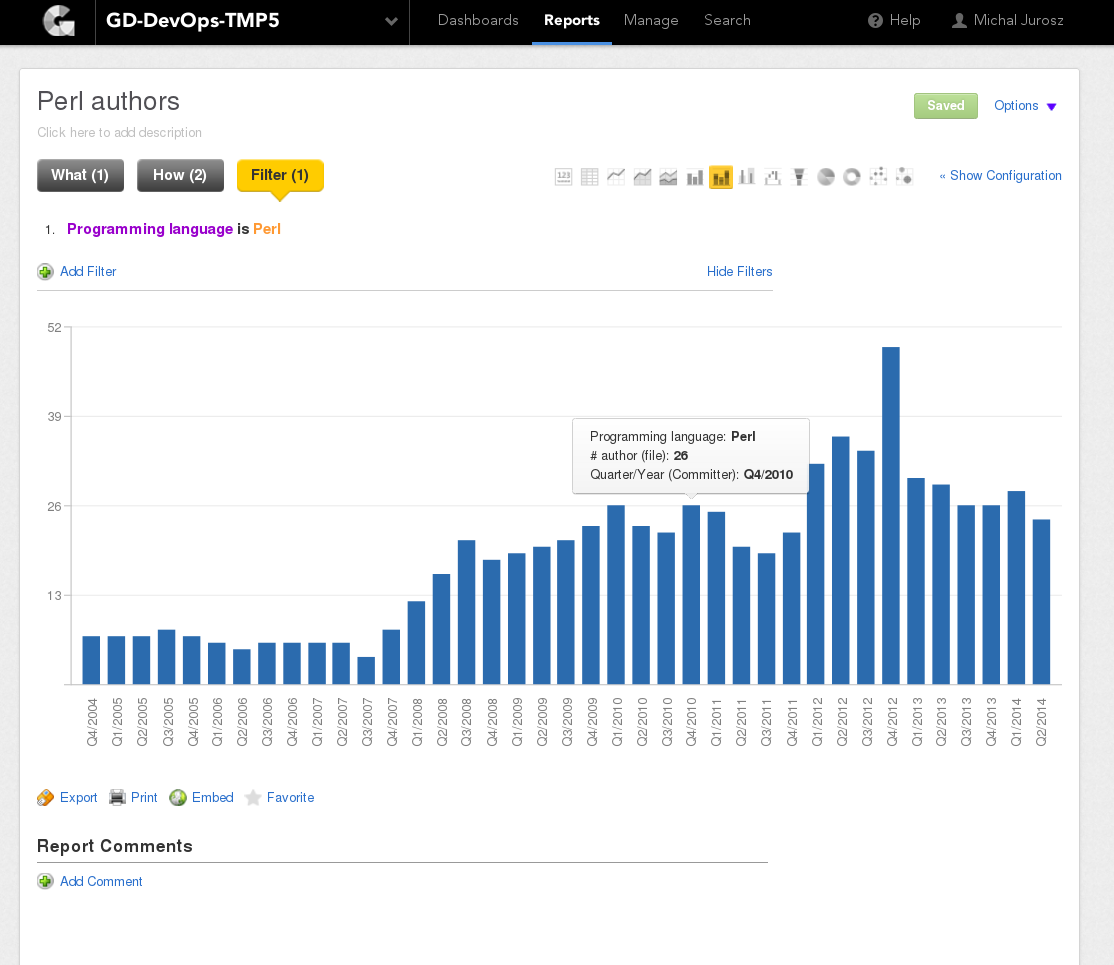 GD-DevOps-TMP5 Dashboards Reports Manage Search Help Michal Jurosz
Perl authors
Saved Options
Click here to add description
What (1) How (2) Filter (1) 123 « Show Configuration
1. Programming language is Perl
Add Filter Hide Filters
52
39
Programming language: Perl
# author (file): 26
Quarter/Year (Committer): Q4/2010
26
13
Q4/2004 Q1/2005 Q2/2005 Q3/2005 Q4/2005 Q1/2006 Q2/2006 Q3/2006 Q4/2006 Q1/2007 Q2/2007 Q3/2007 Q4/2007 Q1/2008 Q2/2008 Q3/2008 Q4/2008 Q1/2009 Q2/2009 Q3/2009 Q4/2009 Q1/2010 Q2/2010 Q3/2010 Q4/2010 Q1/2011 Q2/2011 Q3/2011 Q4/2011 Q1/2012 Q2/2012 Q3/2012 Q4/2012 Q1/2013 Q2/2013 Q3/2013 Q4/2013 Q1/2014 Q2/2014
Export Print Embed Favorite
Report Comments
Add Comment